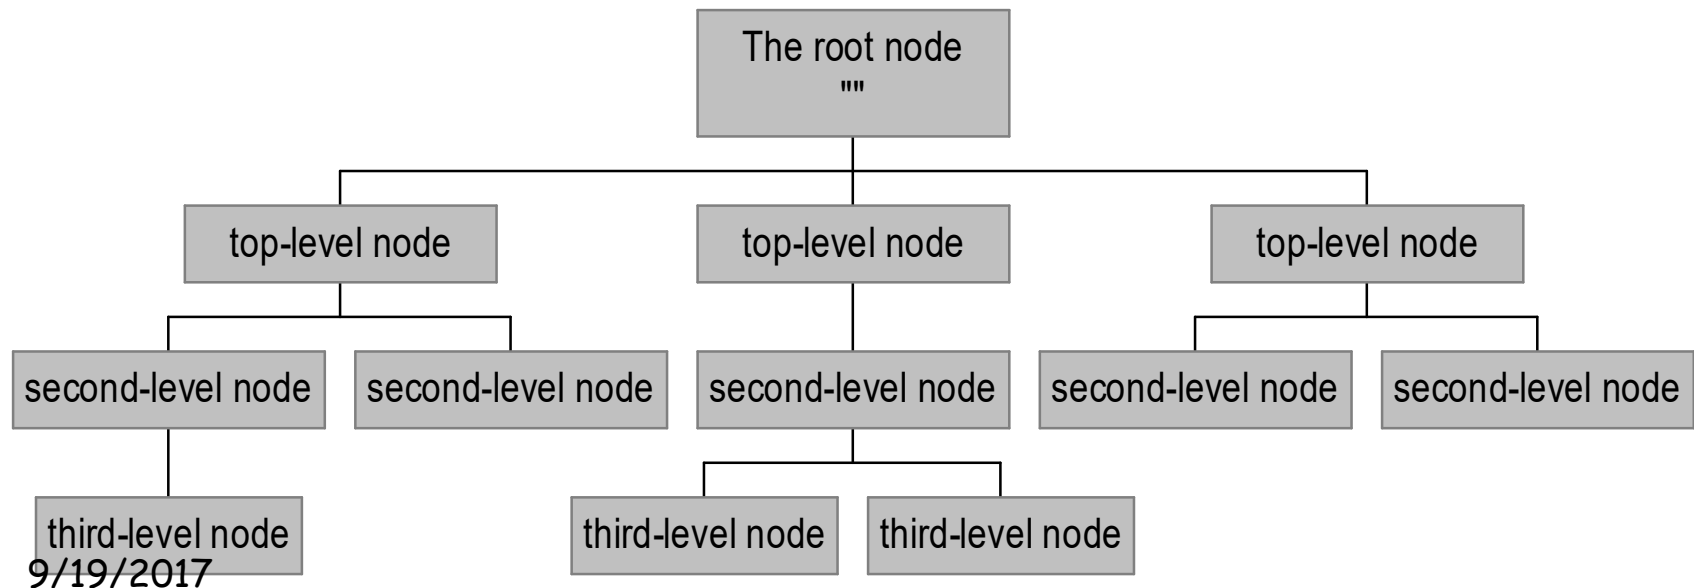 The root node
""
top-level node
top-level node
top-level node
second-level node
second-level node
second-level node
second-level node
second-level node
third-level node
third-level node
third-level node
9/19/2017